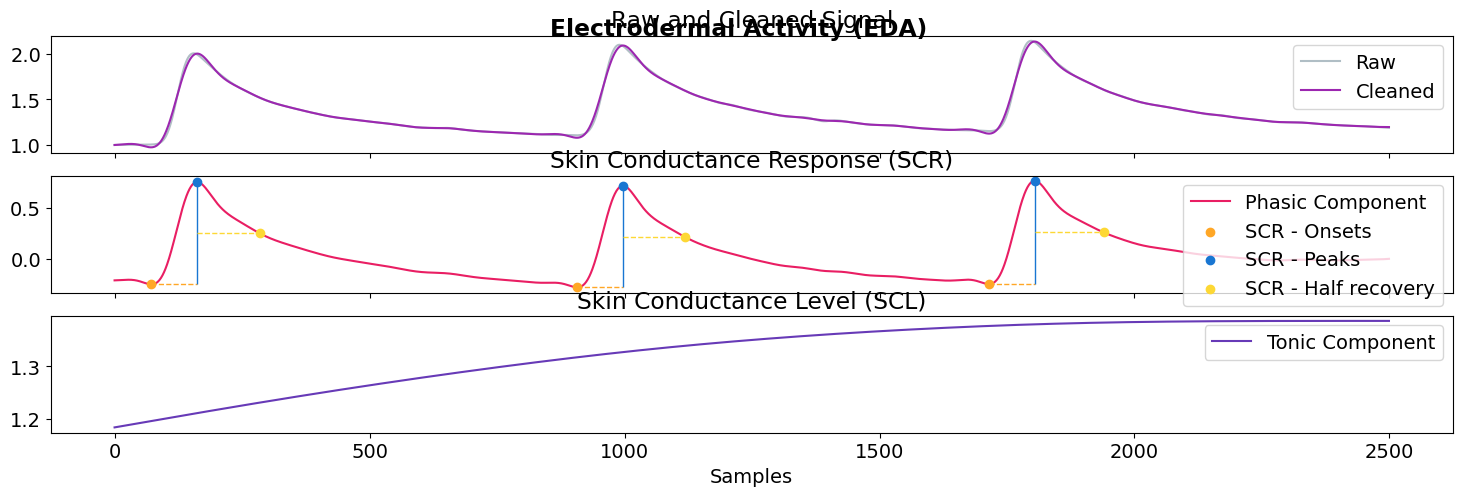 Raw and Cleaned Signal
Electrodermal Activity (EDA)
2.0
1.5
1.0
Raw
Cleaned
Skin Conductance Response (SCR)
0.5
0.0
Phasic Component
SCR - Onsets
SCR - Peaks
SCR - Half recovery
Skin Conductance Level (SCL)
1.3
1.2
Tonic Component
0 500 1000 1500 2000 2500
Samples